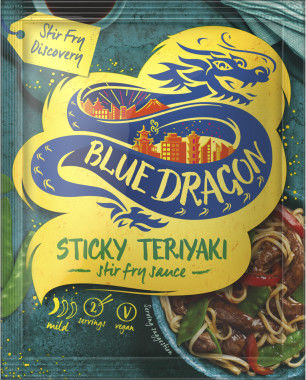 Stir Fry
Discovery
BLUE DRAGON
STICKY TERIYAKI
stir fry sauce
mild
2
servings
V
vegan
Serving suggestion